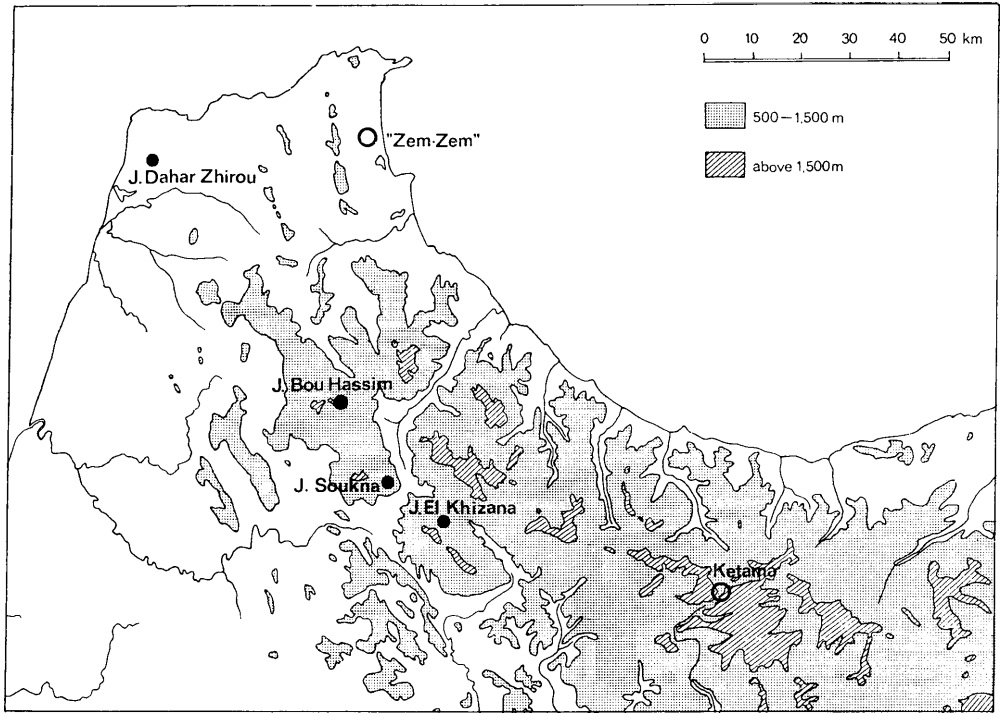 0 10 20 30 40 50 km
500–1,500 m
above 1,500m
"Zem-Zem"
J. Dahar Zhirou
J. Bou Hassim
J. Soukna
J. El Khizana
Ketama